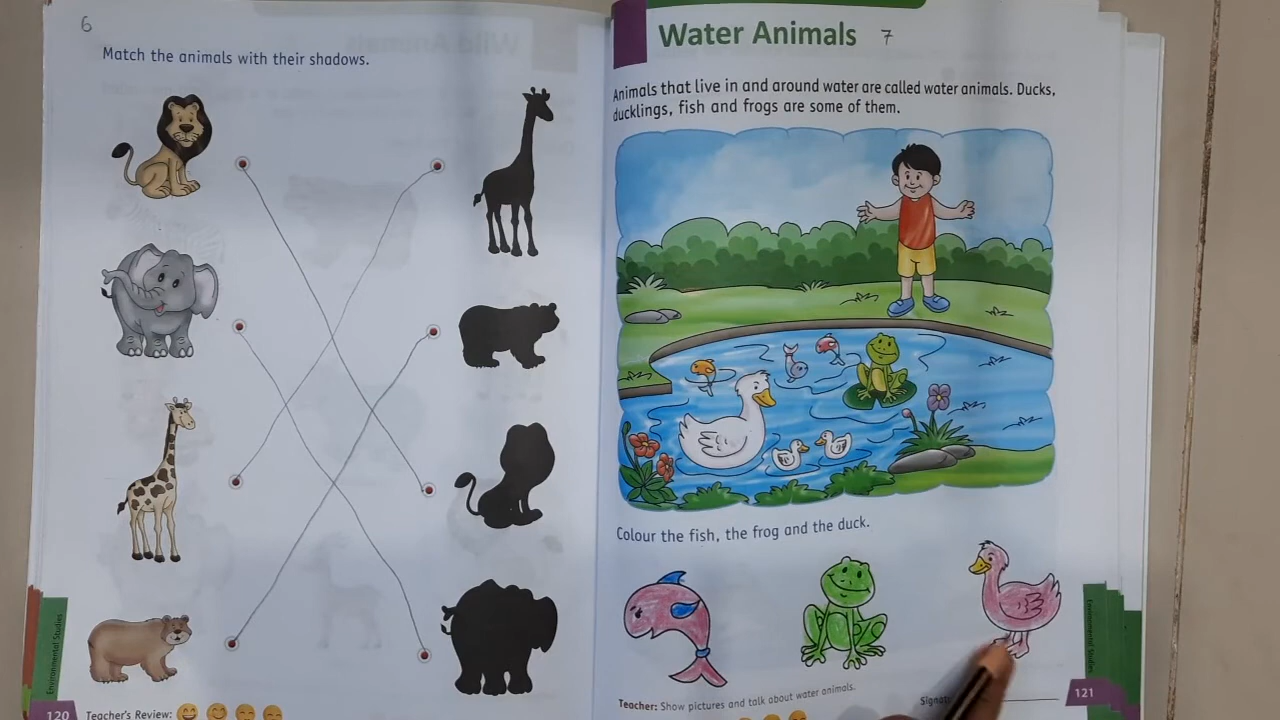 6
Match the animals with their shadows.
Environmental Studies
120
Teacher's Review:
Water Animals 7
Animals that live in and around water are called water animals. Ducks,
ducklings, fish and frogs are some of them.
Colour the fish, the frog and the duck.
Teacher: Show pictures and talk about water animals.
Environmental Studies
121